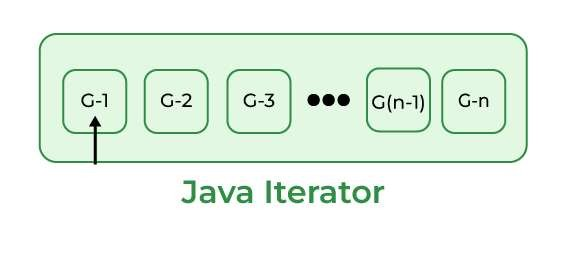 G-1 G-2 G-3 ••• G(n-1) G-n
Java Iterator